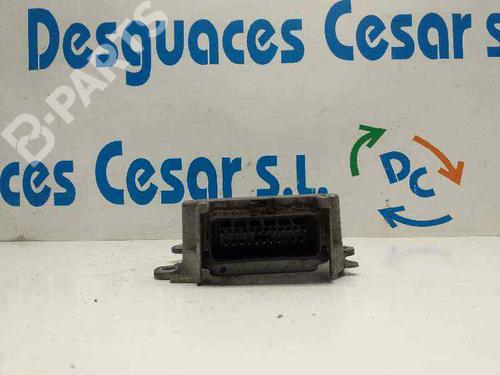 Desguaces Cesar s
B-PARTS
ces Cesar S.L.
DC